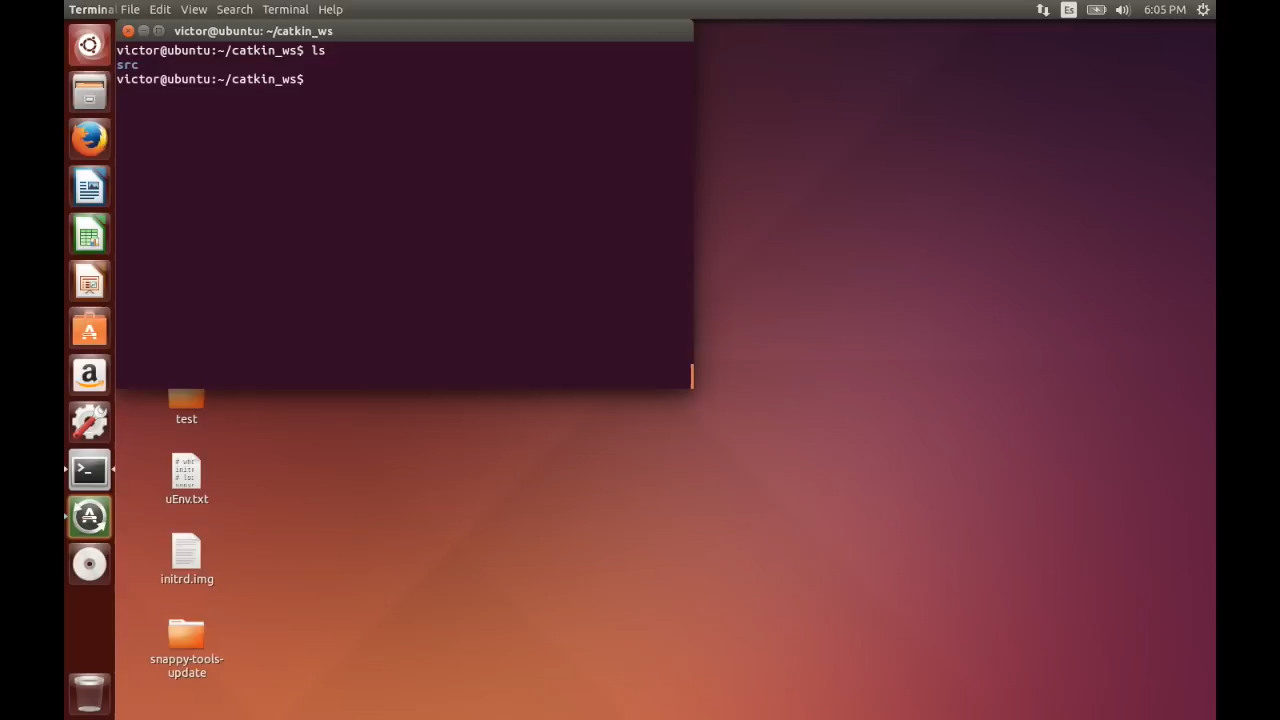 Terminal File Edit View Search Terminal Help
Es 6:05 PM
victor@ubuntu: ~/catkin_ws
victor@ubuntu:~/catkin_ws$ ls
src
victor@ubuntu:~/catkin_ws$
test
uEnv.txt
initrd.img
snappy-tools-
update